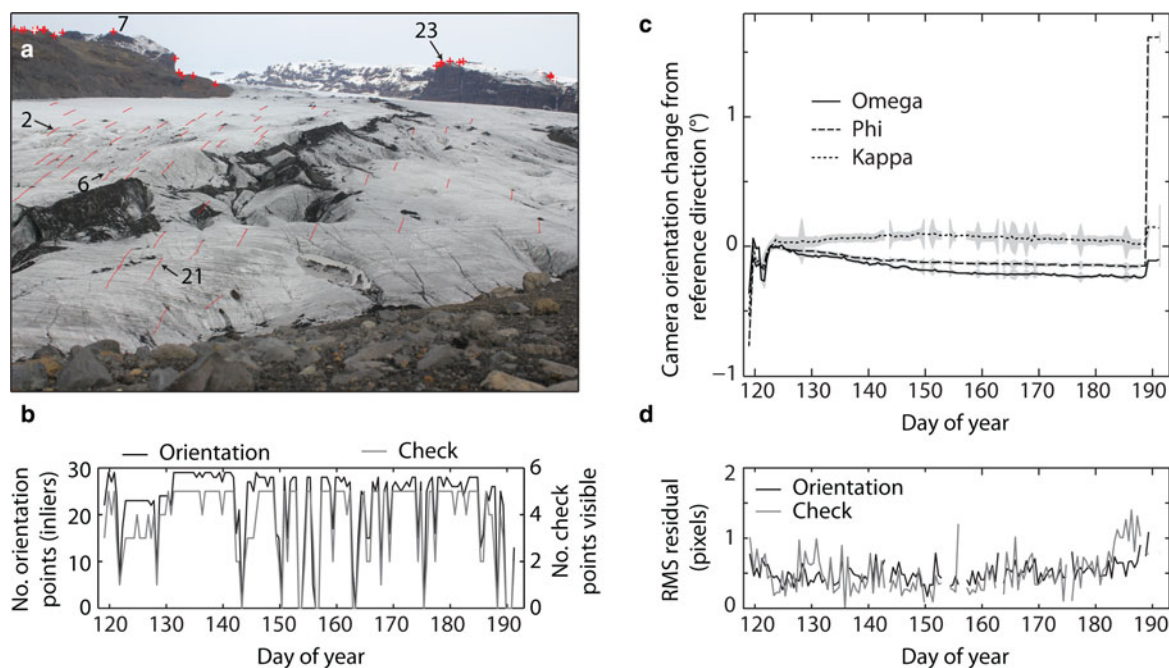 a
7
23
2
6
21
b
Orientation
Check
No. orientation
points (inliers)
30
20
10
0
6
4
2
0
No. check
points visible
120 130 140 150 160 170 180 190
Day of year
c
Camera orientation change from
reference direction (°)
1
0
−1
Omega
Phi
Kappa
120 130 140 150 160 170 180 190
Day of year
d
RMS residual
(pixels)
2
1
0
Orientation
Check
120 130 140 150 160 170 180 190
Day of year